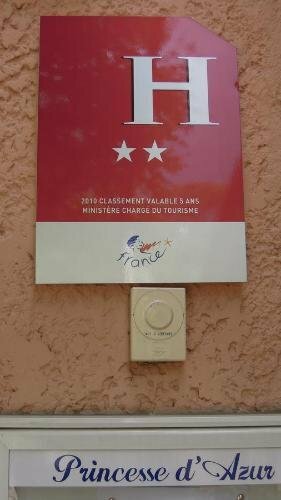 H
2010 CLASSEMENT VALABLE 5 ANS
MINISTÈRE CHARGÉ DU TOURISME
france
Princesse d'Azur